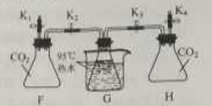 K₁ K₂ K₃ K₄
CO₂ 95℃ 热水 CO₂
F G H